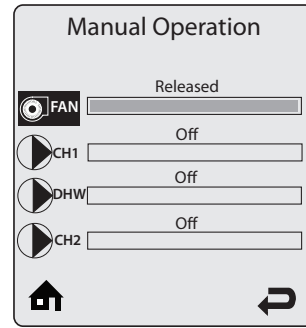 Manual Operation
Released
FAN
Off
CH1
Off
DHW
Off
CH2